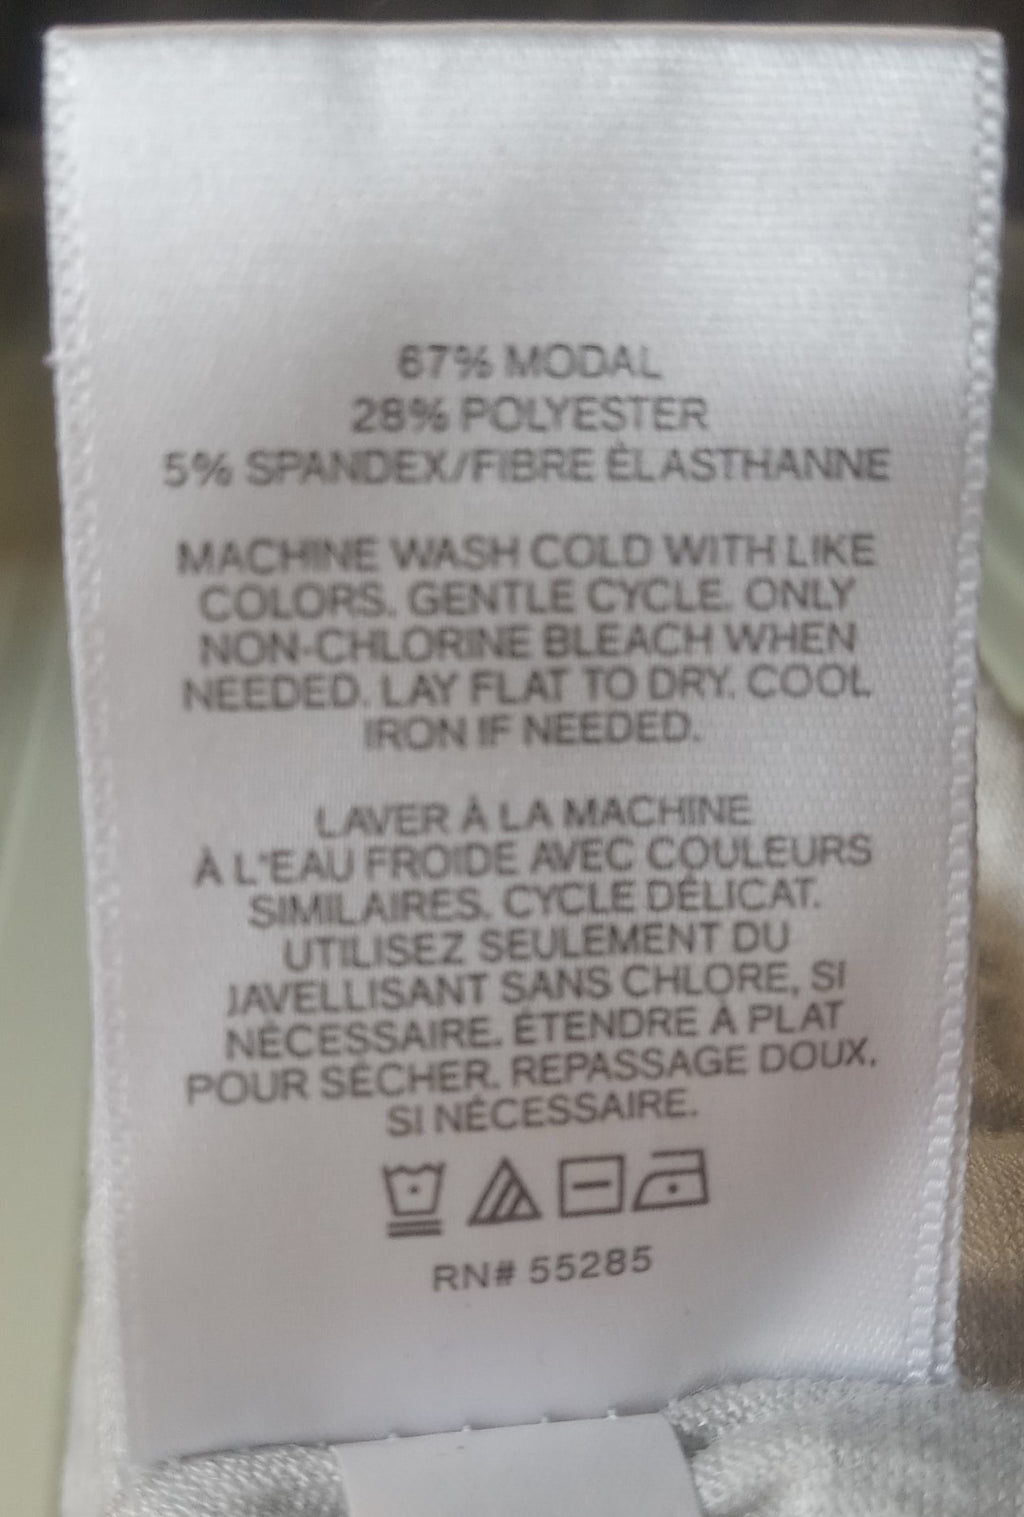 67% MODAL
28% POLYESTER
5% SPANDEX/FIBRE ÉLASTHANNE
MACHINE WASH COLD WITH LIKE
COLORS. GENTLE CYCLE. ONLY
NON-CHLORINE BLEACH WHEN
NEEDED. LAY FLAT TO DRY. COOL
IRON IF NEEDED.
LAVER À LA MACHINE
À L'EAU FROIDE AVEC COULEURS
SIMILAIRES. CYCLE DÉLICAT.
UTILISEZ SEULEMENT DU
JAVELLISANT SANS CHLORE, SI
NÉCESSAIRE. ÉTENDRE À PLAT
POUR SÉCHER. REPASSAGE DOUX,
SI NÉCESSAIRE.
RN# 55285